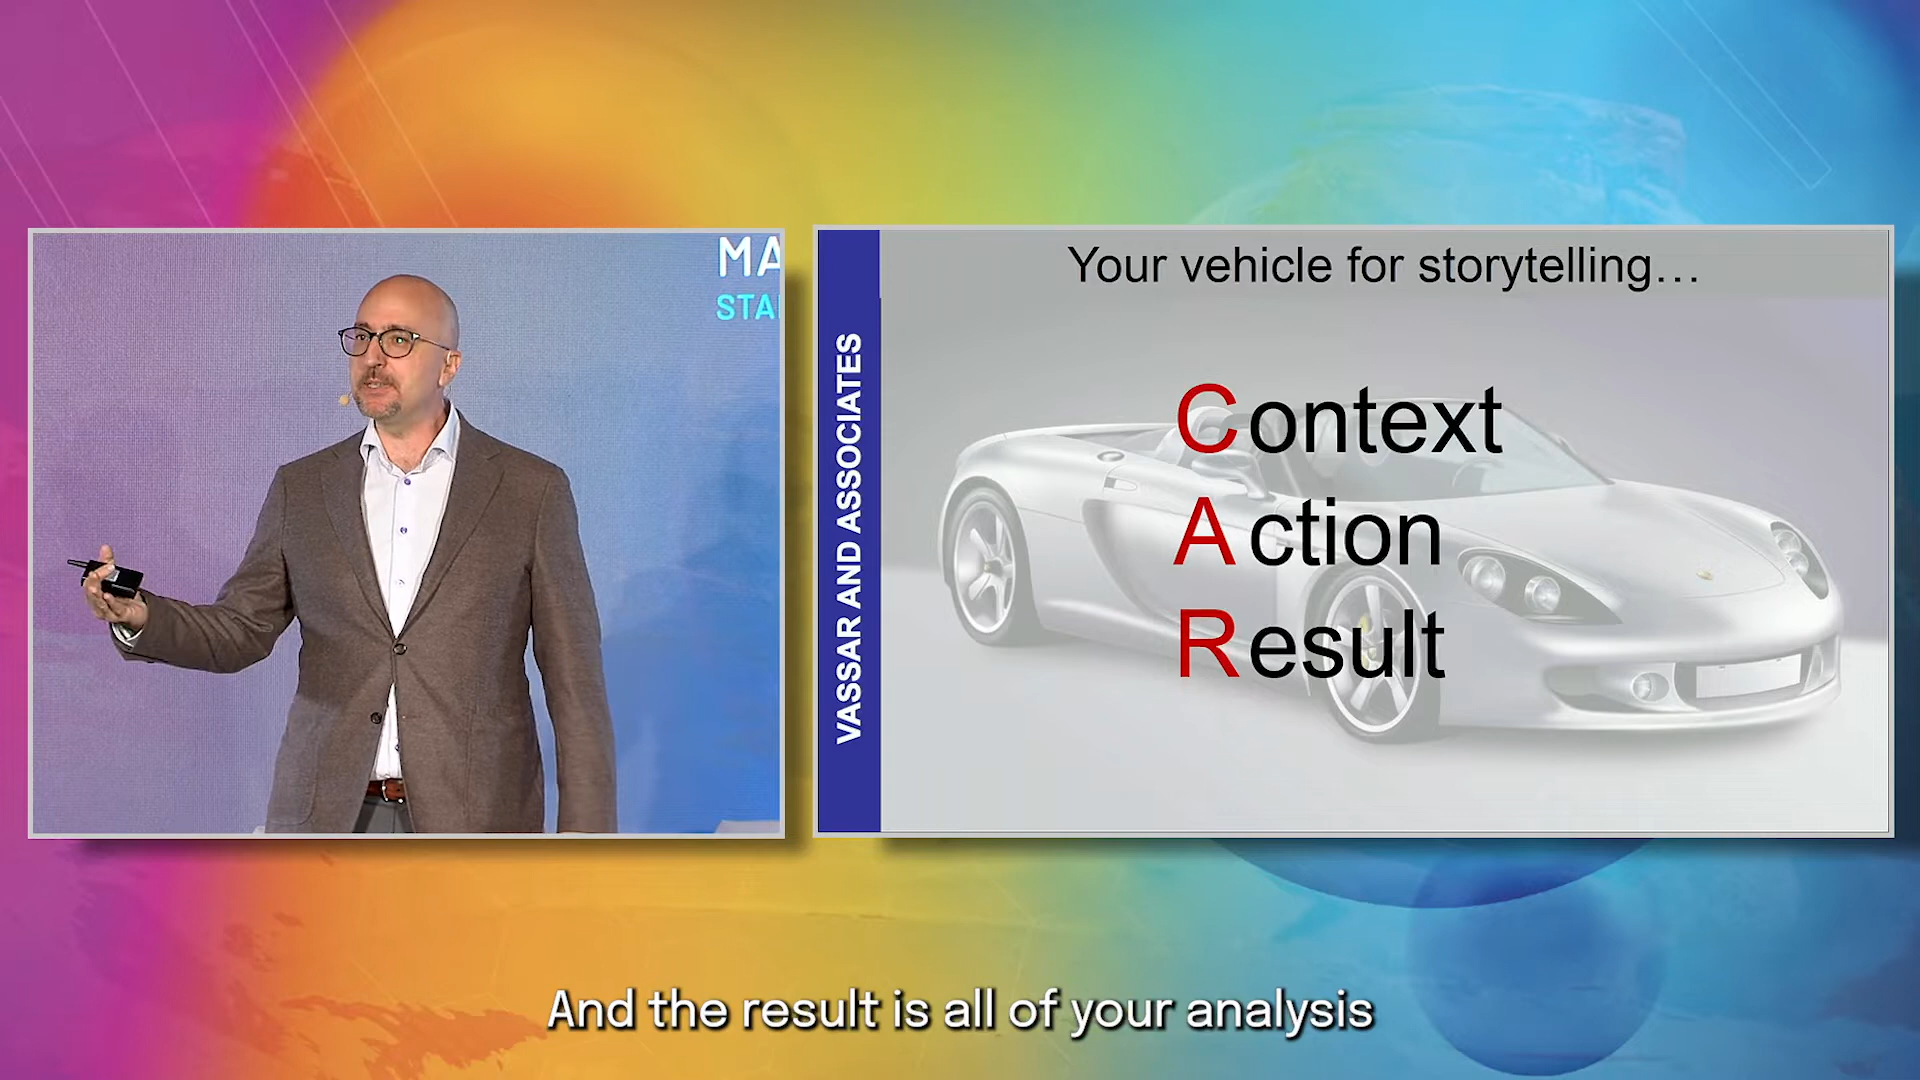 MA
STA
VASSAR AND ASSOCIATES
Your vehicle for storytelling…
Context
Action
Result
And the result is all of your analysis